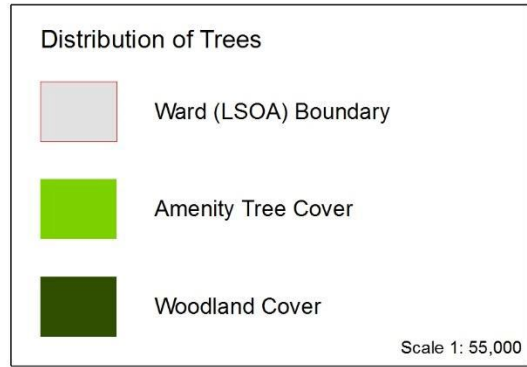 Distribution of Trees
Ward (LSOA) Boundary
Amenity Tree Cover
Woodland Cover
Scale 1: 55,000